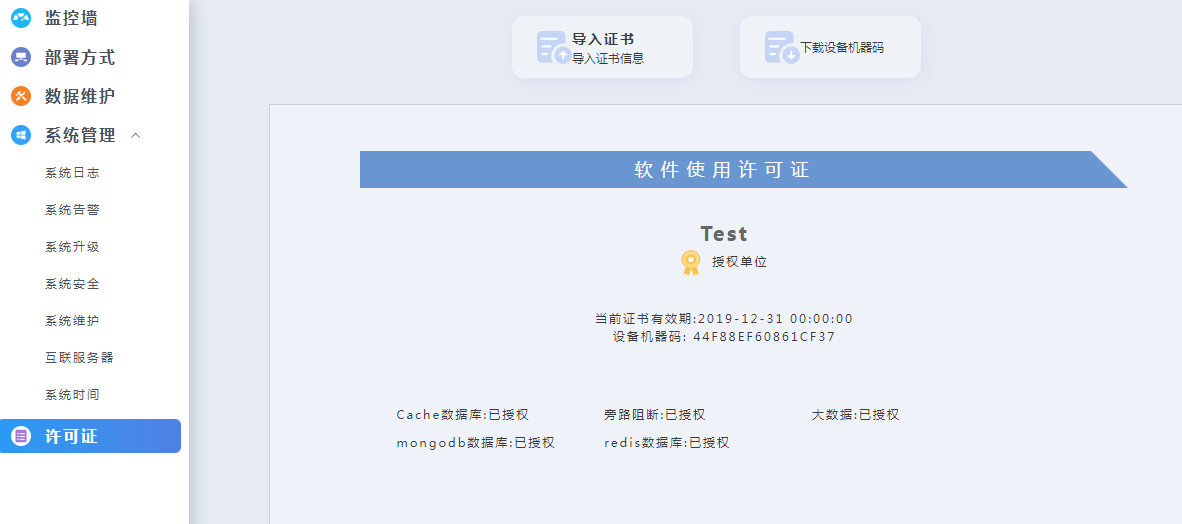 监控墙
部署方式
数据维护
系统管理
系统日志
系统告警
系统升级
系统安全
系统维护
互联服务器
系统时间
许可证
导入证书
导入证书信息
下载设备机器码
软件使用许可证
Test
授权单位
当前证书有效期:2019-12-31 00:00:00
设备机器码: 44F88EF60861CF37
Cache数据库:已授权 旁路阻断:已授权 大数据:已授权
mongodb数据库:已授权 redis数据库:已授权